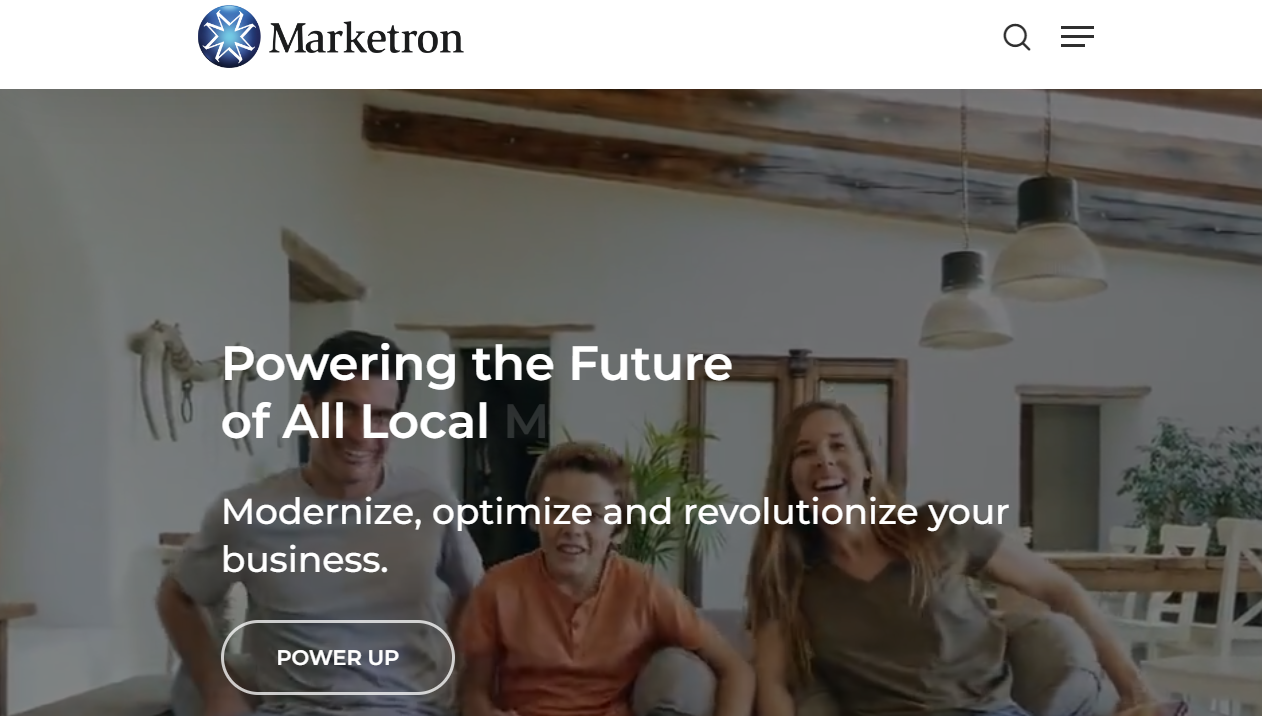 Marketron
Powering the Future
of All Local M
Modernize, optimize and revolutionize your
business.
POWER UP